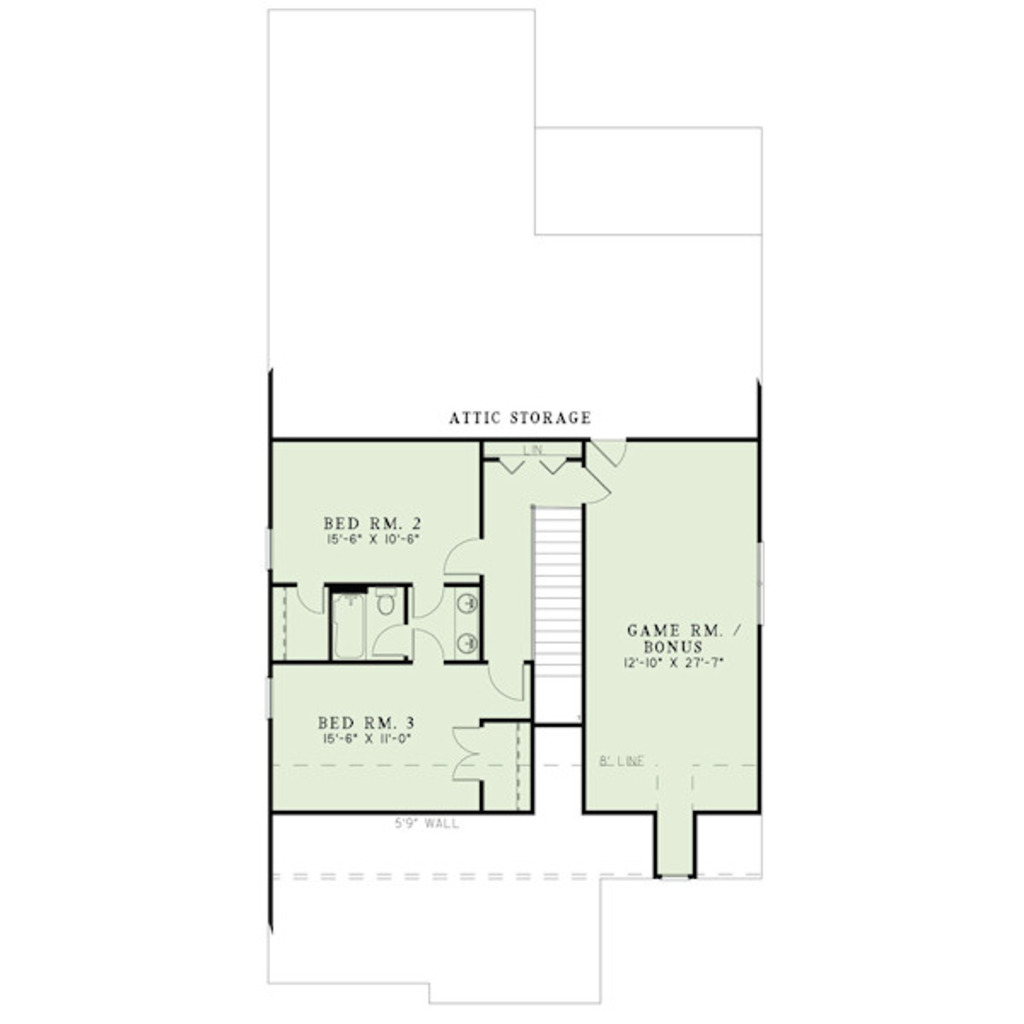 ATTIC STORAGE
LIN.
BED RM. 2
15'-6" X 10'-6"
GAME RM. /
BONUS
12'-10" X 27'-7"
BED RM. 3
15'-6" X 11'-0"
8' LINE
5'9" WALL